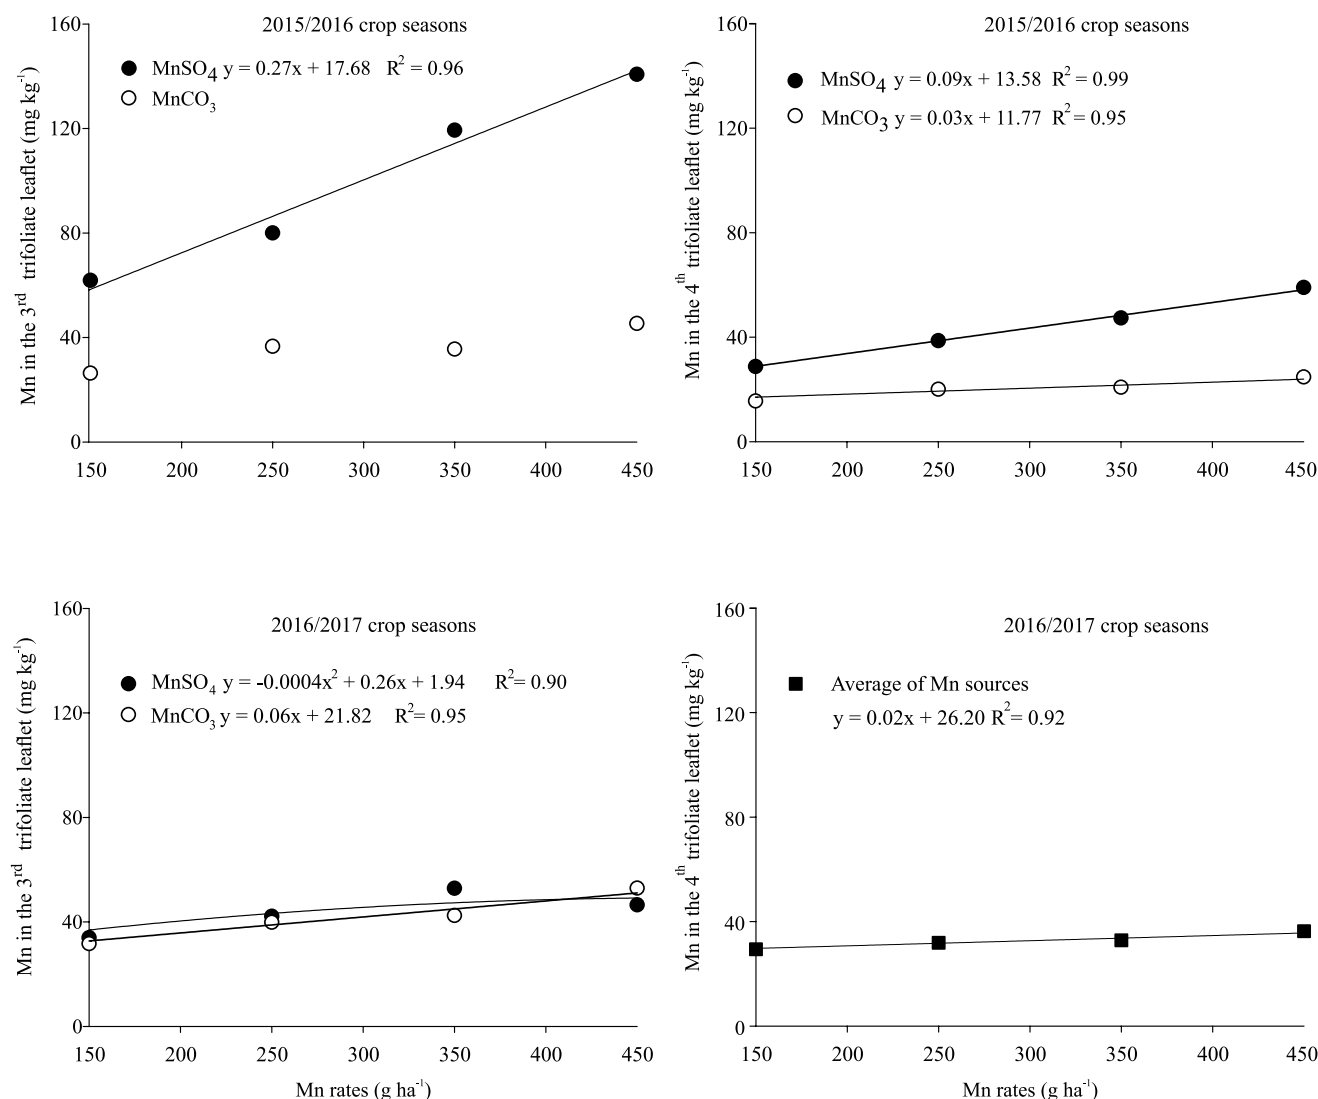 2015/2016 crop seasons
MnSO4 y = 0.27x + 17.68 R2 = 0.96
MnCO3
Mn in the 3rd trifoliate leaflet (mg kg-1)
160
120
80
40
0
150 200 250 300 350 400 450
2015/2016 crop seasons
MnSO4 y = 0.09x + 13.58 R2 = 0.99
MnCO3 y = 0.03x + 11.77 R2 = 0.95
Mn in the 4th trifoliate leaflet (mg kg-1)
160
120
80
40
0
150 200 250 300 350 400 450
2016/2017 crop seasons
MnSO4 y = -0.0004x2 + 0.26x + 1.94 R2= 0.90
MnCO3 y = 0.06x + 21.82 R2= 0.95
Mn in the 3rd trifoliate leaflet (mg kg-1)
160
120
80
40
0
150 200 250 300 350 400 450
Mn rates (g ha-1)
2016/2017 crop seasons
Average of Mn sources
y = 0.02x + 26.20 R2= 0.92
Mn in the 4th trifoliate leaflet (mg kg-1)
160
120
80
40
0
150 200 250 300 350 400 450
Mn rates (g ha-1)